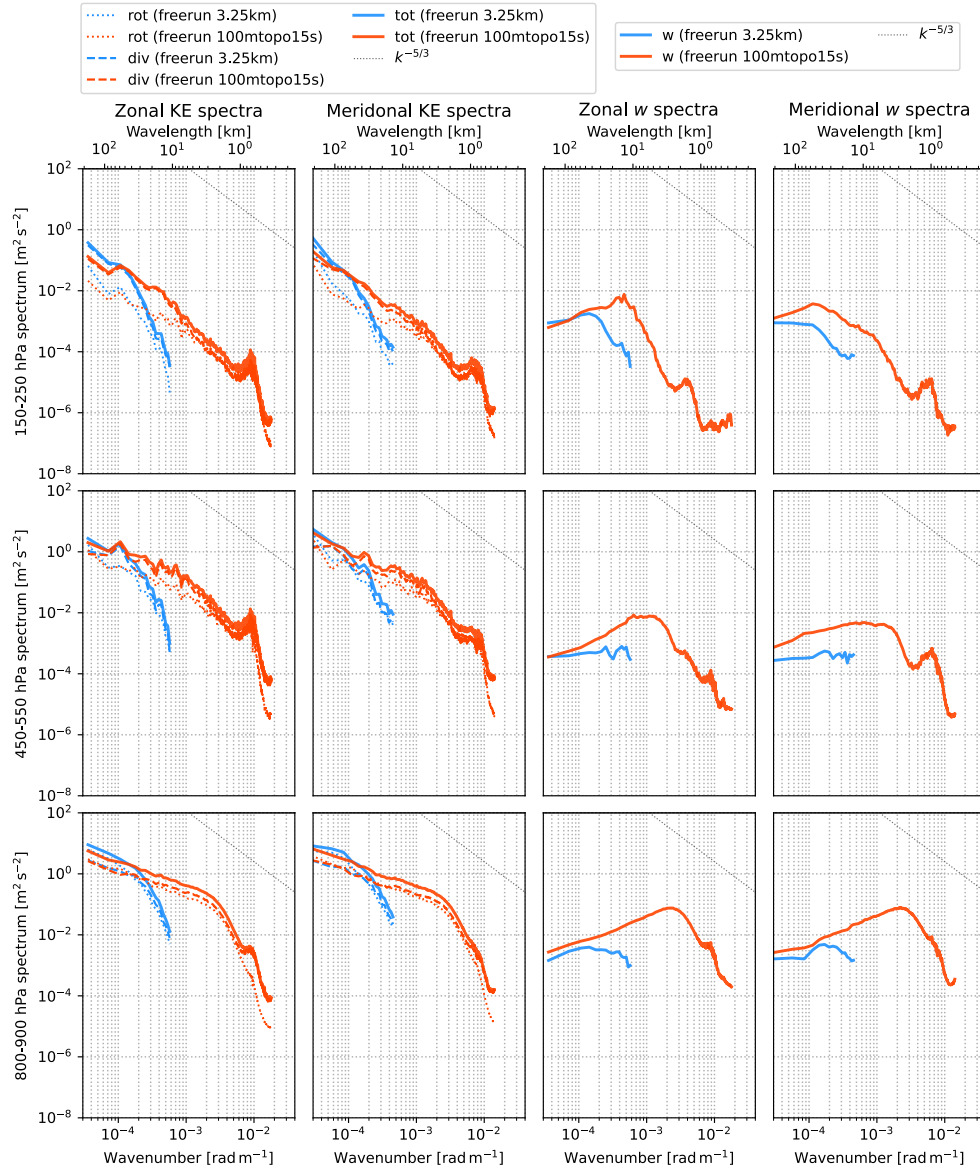 rot (freerun 3.25km)
rot (freerun 100mtopo15s)
div (freerun 3.25km)
div (freerun 100mtopo15s)
tot (freerun 3.25km)
tot (freerun 100mtopo15s)
k^{-5/3}
w (freerun 3.25km)
w (freerun 100mtopo15s)
k^{-5/3}
Zonal KE spectra
Meridonal KE spectra
Zonal w spectra
Meridional w spectra
Wavelength [km]
Wavelength [km]
Wavelength [km]
Wavelength [km]
10^2 10^1 10^0
10^2 10^1 10^0
10^2 10^1 10^0
10^2 10^1 10^0
150-250 hPa spectrum [m^2 s^{-2}]
10^2
10^0
10^{-2}
10^{-4}
10^{-6}
10^{-8}
450-550 hPa spectrum [m^2 s^{-2}]
10^2
10^0
10^{-2}
10^{-4}
10^{-6}
10^{-8}
800-900 hPa spectrum [m^2 s^{-2}]
10^2
10^0
10^{-2}
10^{-4}
10^{-6}
10^{-8}
10^{-4} 10^{-3} 10^{-2}
10^{-4} 10^{-3} 10^{-2}
10^{-4} 10^{-3} 10^{-2}
10^{-4} 10^{-3} 10^{-2}
Wavenumber [rad m^{-1}]
Wavenumber [rad m^{-1}]
Wavenumber [rad m^{-1}]
Wavenumber [rad m^{-1}]